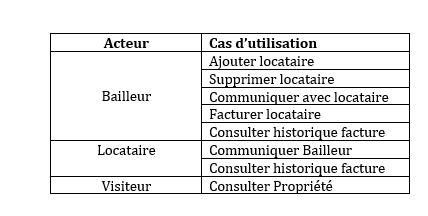 Acteur Cas d’utilisation
Ajouter locataire
Supprimer locataire
Bailleur Communiquer avec locataire
Facturer locataire
Consulter historique facture
Locataire Communiquer Bailleur
Consulter historique facture
Visiteur Consulter Propriété